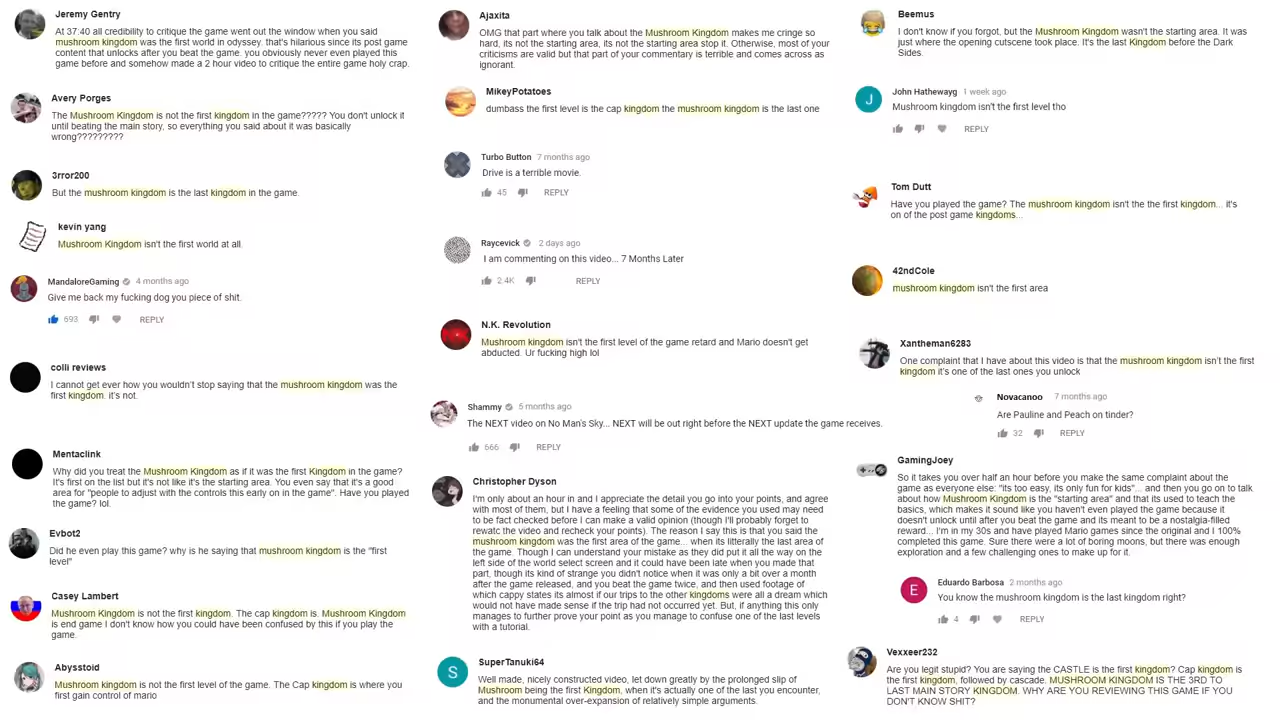 Jeremy Gentry
At 37:40 all credibility to critique the game went out the window when you said
mushroom kingdom was the first world in odyssey. that's hilarious since its post game
content that unlocks after you beat the game. you obviously never even played this
game before and somehow made a 2 hour video to critique the entire game holy crap.
Avery Porges
The Mushroom Kingdom is not the first kingdom in the game????? You don't unlock it
until beating the main story, so everything you said about it was basically
wrong?????????
3rror200
But the mushroom kingdom is the last kingdom in the game.
kevin yang
Mushroom Kingdom isn't the first world at all.
MandaloreGaming 4 months ago
Give me back my fucking dog you piece of shit.
693 REPLY
colli reviews
I cannot get ever how you wouldn't stop saying that the mushroom kingdom was the
first kingdom. it's not.
Mentaclink
Why did you treat the Mushroom Kingdom as if it was the first Kingdom in the game?
It's first on the list but it's not like it's the starting area. You even say that it's a good
area for "people to adjust with the controls this early on in the game". Have you played
the game? lol.
Evbot2
Did he even play this game? why is he saying that mushroom kingdom is the "first
level"
Casey Lambert
Mushroom Kingdom is not the first kingdom. The cap kingdom is. Mushroom Kingdom
is end game I don't know how you could have been confused by this if you play the
game.
Abysstoid
Mushroom kingdom is not the first level of the game. The Cap kingdom is where you
first gain control of mario
Ajaxita
OMG that part where you talk about the Mushroom Kingdom makes me cringe so
hard, its not the starting area, its not the starting area stop it. Otherwise, most of your
criticisms are valid but that part of your commentary is terrible and comes across as
ignorant.
MikeyPotatoes
dumbass the first level is the cap kingdom the mushroom kingdom is the last one
Turbo Button 7 months ago
Drive is a terrible movie.
45 REPLY
Raycevick 2 days ago
I am commenting on this video... 7 Months Later
2.4K REPLY
N.K. Revolution
Mushroom kingdom isn't the first level of the game retard and Mario doesn't get
abducted. Ur fucking high lol
Shammy 5 months ago
The NEXT video on No Man's Sky... NEXT will be out right before the NEXT update the game receives.
666 REPLY
Christopher Dyson
I'm only about an hour in and I appreciate the detail you go into your points, and agree
with most of them, but I have a feeling that some of the evidence you used may need
to be fact checked before I can make a valid opinion (though I'll probably forget to
rewatc the video and recheck your points). The reason I say this is that you said the
mushroom kingdom was the first area of the game... when its litterally the last area of
the game. Though I can understand your mistake as they did put it all the way on the
left side of the world select screen and it could have been late when you made that
part, though its kind of strange you didn't notice when it was only a bit over a month
after the game released, and you beat the game twice, and then used footage of
which cappy states its almost if our trips to the other kingdoms were all a dream which
would not have made sense if the trip had not occurred yet. But, if anything this only
manages to further prove your point as you manage to confuse one of the last levels
with a tutorial.
SuperTanuki64
S
Well made, nicely constructed video, let down greatly by the prolonged slip of
Mushroom being the first Kingdom, when it's actually one of the last you encounter,
and the monumental over-expansion of relatively simple arguments.
Beemus
I don't know if you forgot, but the Mushroom Kingdom wasn't the starting area. It was
just where the opening cutscene took place. It's the last Kingdom before the Dark
Sides.
J
John Hathewayg 1 week ago
Mushroom kingdom isn't the first level tho
REPLY
Tom Dutt
Have you played the game? The mushroom kingdom isn't the the first kingdom... it's
on of the post game kingdoms...
42ndCole
mushroom kingdom isn't the first area
Xantheman6283
One complaint that I have about this video is that the mushroom kingdom isn't the first
kingdom it's one of the last ones you unlock
Novacanoo 7 months ago
Are Pauline and Peach on tinder?
32 REPLY
GamingJoey
So it takes you over half an hour before you make the same complaint about the
game as everyone else: "its too easy, its only fun for kids"... and then you go on to talk
about how Mushroom Kingdom is the "starting area" and that its used to teach the
basics, which makes it sound like you haven't even played the game because it
doesn't unlock until after you beat the game and its meant to be a nostalgia-filled
reward... I'm in my 30s and have played Mario games since the original and I 100%
completed this game. Sure there were a lot of boring moons, but there was enough
exploration and a few challenging ones to make up for it.
E
Eduardo Barbosa 2 months ago
You know the mushroom kingdom is the last kingdom right?
4 REPLY
Vexxeer232
Are you legit stupid? You are saying the CASTLE is the first kingdom? Cap kingdom is
the first kingdom, followed by cascade. MUSHROOM KINGDOM IS THE 3RD TO
LAST MAIN STORY KINGDOM. WHY ARE YOU REVIEWING THIS GAME IF YOU
DON'T KNOW SHIT?